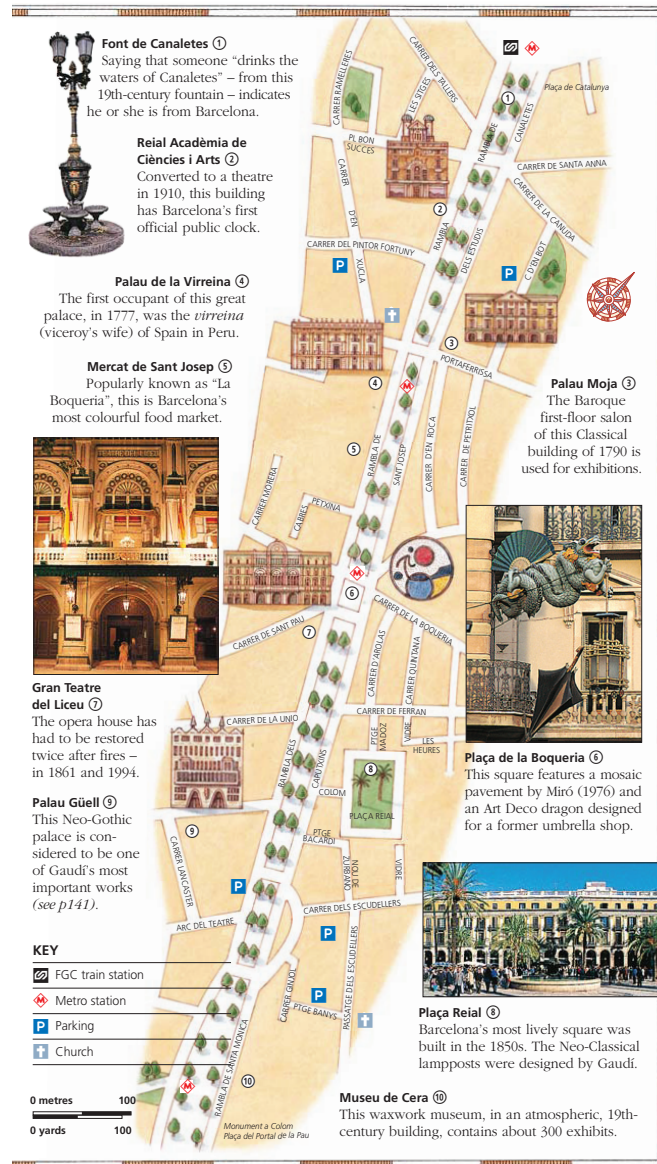 Font de Canaletes ①
Saying that someone “drinks the
waters of Canaletes” – from this
19th-century fountain – indicates
he or she is from Barcelona.
Reial Acadèmia de
Ciències i Arts ②
Converted to a theatre
in 1910, this building
has Barcelona’s first
official public clock.
Palau de la Virreina ④
The first occupant of this great
palace, in 1777, was the virreina
(viceroy’s wife) of Spain in Peru.
Mercat de Sant Josep ⑤
Popularly known as “La
Boqueria”, this is Barcelona’s
most colourful food market.
Palau Moja ③
The Baroque
first-floor salon
of this Classical
building of 1790 is
used for exhibitions.
Gran Teatre
del Liceu ⑦
The opera house has
had to be restored
twice after fires –
in 1861 and 1994.
Palau Güell ⑨
This Neo-Gothic
palace is con-
sidered to be one
of Gaudí’s most
important works
(see p141).
Plaça de la Boqueria ⑥
This square features a mosaic
pavement by Miró (1976) and
an Art Deco dragon designed
for a former umbrella shop.
Plaça Reial ⑧
Barcelona’s most lively square was
built in the 1850s. The Neo-Classical
lampposts were designed by Gaudí.
Museu de Cera ⑩
This waxwork museum, in an atmospheric, 19th-
century building, contains about 300 exhibits.
KEY
FGC train station
M Metro station
P Parking
Church
0 metres 100
0 yards 100
M
Plaça de Catalunya
①
CARRER RAMELLERES
CARRER DELS TALLERS
LES SITGES
PL BON
SUCCES
RAMBLA DE
CANALETES
CARRER DE SANTA ANNA
CARRER DE LA CANUDA
C D'EN BOT
CARRER
D'EN
XUCLA
②
RAMBLA
DELS ESTUDIS
CARRER DEL PINTOR FORTUNY
P
P
③
PORTAFERRISSA
④
M
⑤
RAMBLA DE
SANT JOSEP
CARRER D'EN ROCA
CARRER DE PETRITXOL
CARRER MORERA
CABRES
PETXINA
M
⑥
CARRER DE LA BOQUERIA
CARRER DE SANT PAU
⑦
CARRER D'AROLAS
CARRER QUINTANA
CARRER DE FERRAN
CARRER DE LA UNIO
RAMBLA DELS
CAPUTXINS
PTGE
MADOZ
VIDRE
LES
HEURES
⑧
COLOM
PLAÇA REIAL
⑨
PTGE
BACARDI
CARRER LANCASTER
NOU DE
ZURBANO
VIDRE
P
ARC DEL TEATRE
CARRER DELS ESCUDELLERS
P
PASSATGE DELS ESCUDELLERS
CARRER GINJOL
P
PTGE BANYS
RAMBLA DE SANTA MONICA
⑩
M
Monument a Colom
Plaça del Portal de la Pau